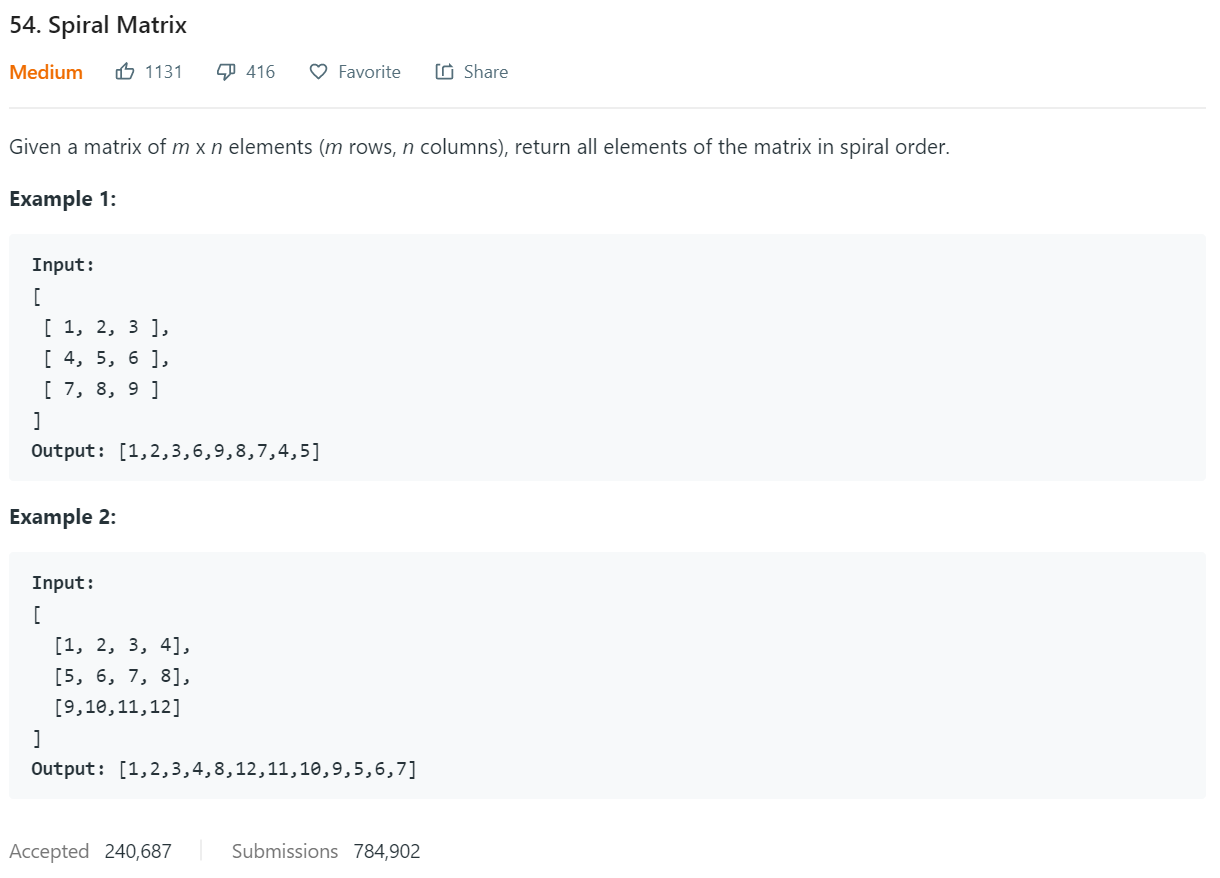 54. Spiral Matrix
Medium 1131 416 Favorite Share
Given a matrix of m x n elements (m rows, n columns), return all elements of the matrix in spiral order.
Example 1:
Input:
[
[ 1, 2, 3 ],
[ 4, 5, 6 ],
[ 7, 8, 9 ]
]
Output: [1,2,3,6,9,8,7,4,5]
Example 2:
Input:
[
[1, 2, 3, 4],
[5, 6, 7, 8],
[9,10,11,12]
]
Output: [1,2,3,4,8,12,11,10,9,5,6,7]
Accepted 240,687 Submissions 784,902